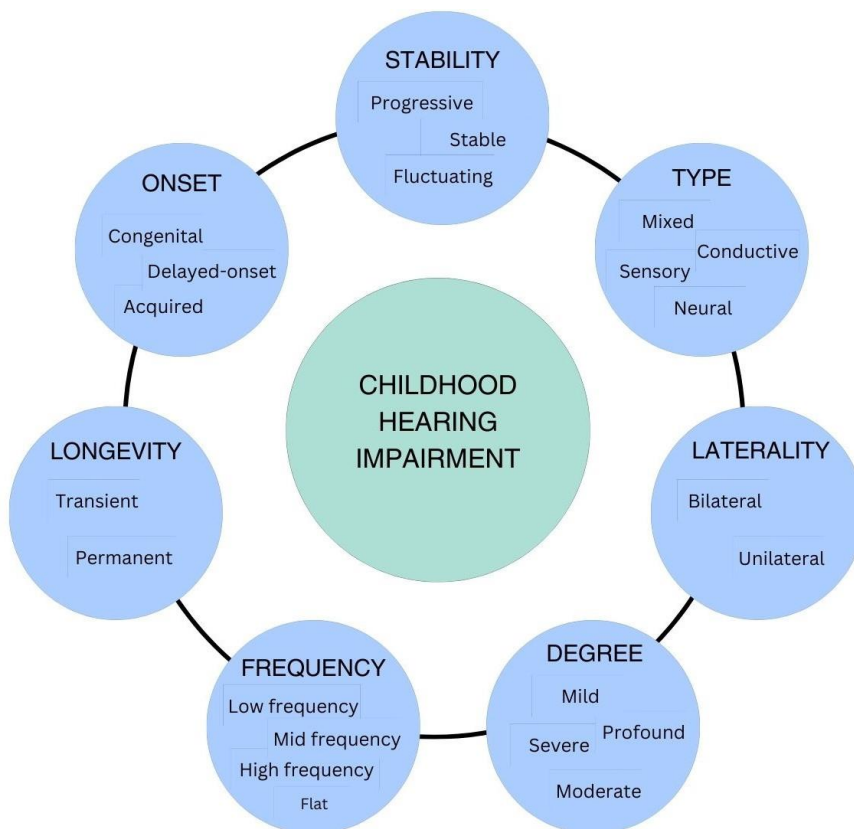 STABILITY
Progressive
Stable
Fluctuating
TYPE
Mixed
Conductive
Sensory
Neural
LATERALITY
Bilateral
Unilateral
DEGREE
Mild
Profound
Severe
Moderate
FREQUENCY
Low frequency
Mid frequency
High frequency
Flat
LONGEVITY
Transient
Permanent
ONSET
Congenital
Delayed-onset
Acquired
CHILDHOOD
HEARING
IMPAIRMENT